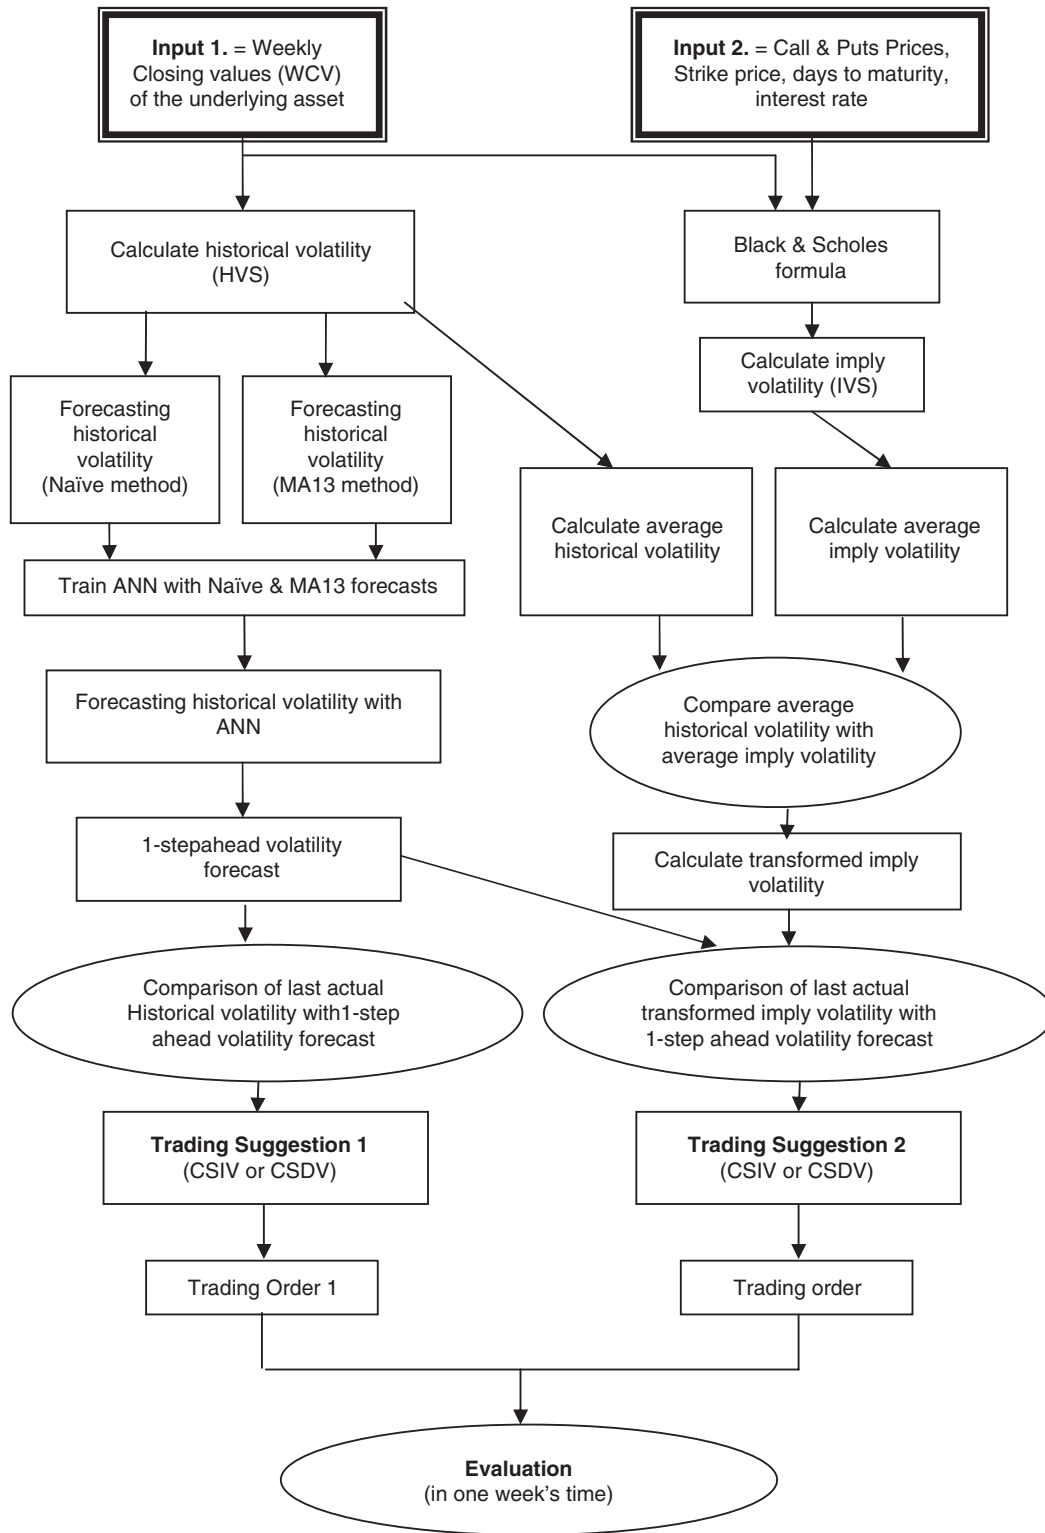 Input 1. = Weekly
Closing values (WCV)
of the underlying asset
Input 2. = Call & Puts Prices,
Strike price, days to maturity,
interest rate
Calculate historical volatility
(HVS)
Black & Scholes
formula
Calculate imply
volatility (IVS)
Forecasting
historical
volatility
(Naïve method)
Forecasting
historical
volatility
(MA13 method)
Calculate average
historical volatility
Calculate average
imply volatility
Train ANN with Naïve & MA13 forecasts
Forecasting historical volatility with
ANN
Compare average
historical volatility with
average imply volatility
1-stepahead volatility
forecast
Calculate transformed imply
volatility
Comparison of last actual
Historical volatility with1-step
ahead volatility forecast
Comparison of last actual
transformed imply volatility with
1-step ahead volatility forecast
Trading Suggestion 1
(CSIV or CSDV)
Trading Suggestion 2
(CSIV or CSDV)
Trading Order 1
Trading order
Evaluation
(in one week's time)